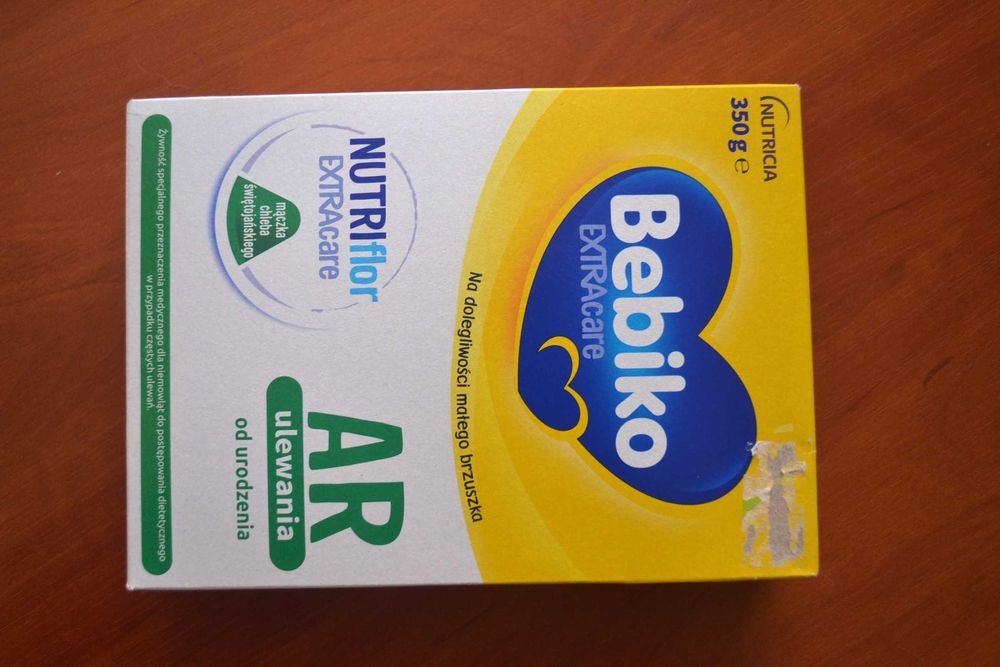 NUTRICIA
350 g e
Bebiko
EXTRAcare
Na dolegliwości małego brzuszka
NUTRIflor
EXTRAcare
mączka
chleba
świętojańskiego
AR
ulewania
od urodzenia
Żywność specjalnego przeznaczenia medycznego dla niemowląt do postępowania dietetycznego
w przypadku częstych ulewań.